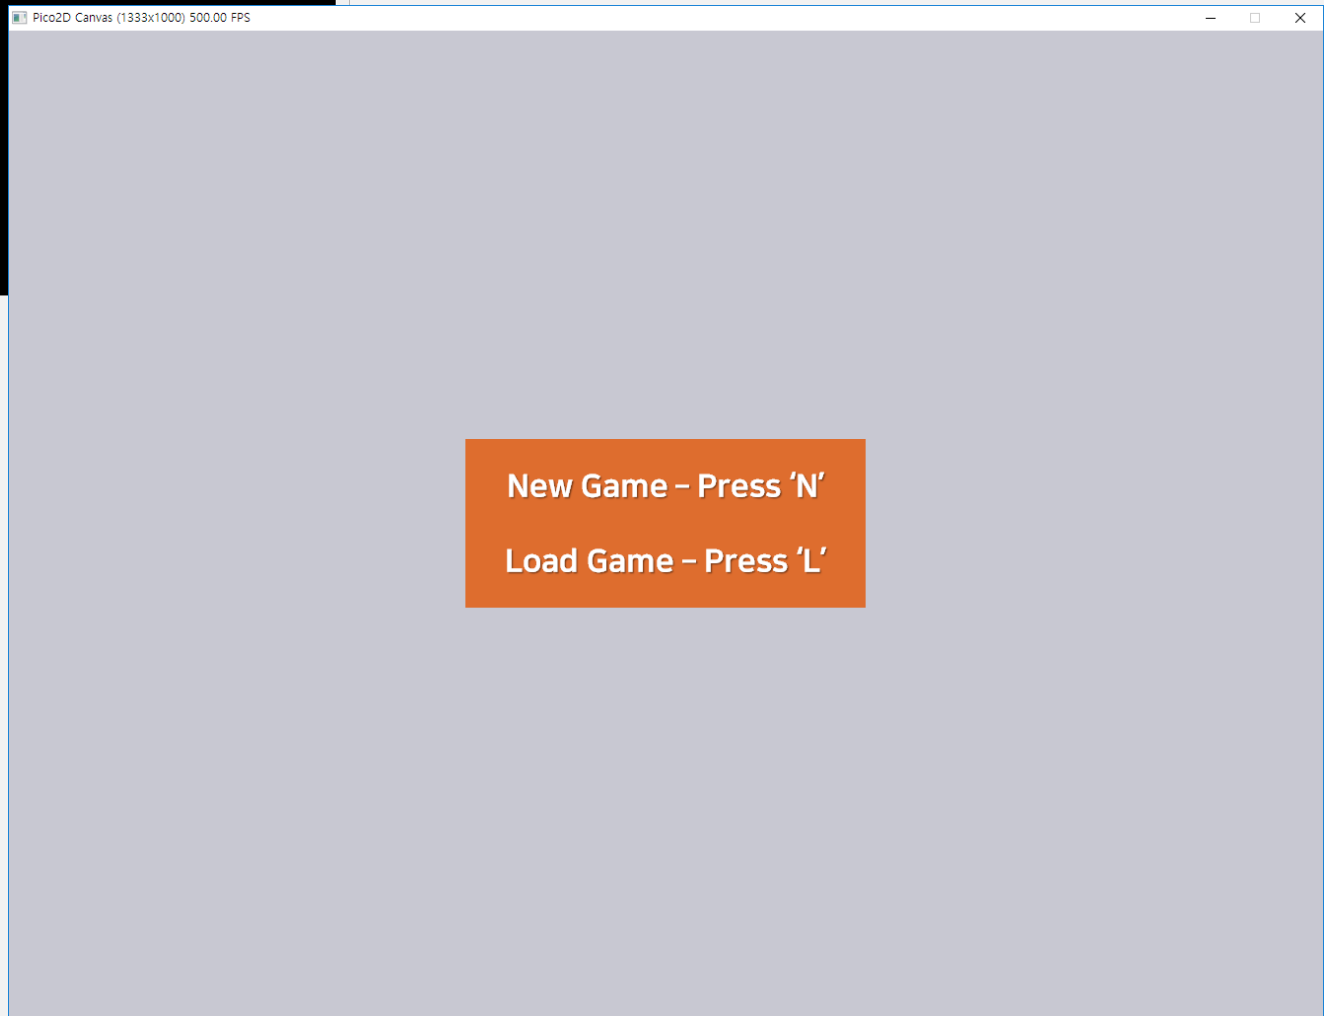 Pico2D Canvas (1333x1000) 500.00 FPS
New Game – Press ‘N’
Load Game – Press ‘L’